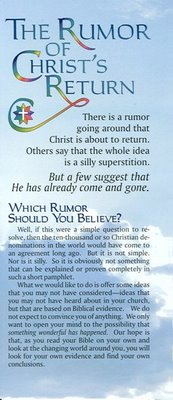 THE RUMOR
OF
CHRIST'S
RETURN
There is a rumor
going around that
Christ is about to return.
Others say that the whole idea
is a silly superstition.
But a few suggest that
He has already come and gone.
WHICH RUMOR
SHOULD YOU BELIEVE?
Well, if this were a simple question to re-
solve, then the ten thousand or so Christian de-
nominations in the world would have come to
an agreement long ago. But it is not simple.
Nor is it silly. So it is obviously not something
that can be explained or proven completely in
such a short pamphlet.
What we would like to do is offer some ideas
that you may not have considered—ideas that
you may not have heard about in your church,
but that are based on Biblical evidence. We do
not expect to convince you of anything. We only
want to open your mind to the possibility that
something wonderful has happened. Our hope is
that, as you read your Bible on your own and
look at the changing world around you, you will
look for your own evidence and find your own
conclusions.